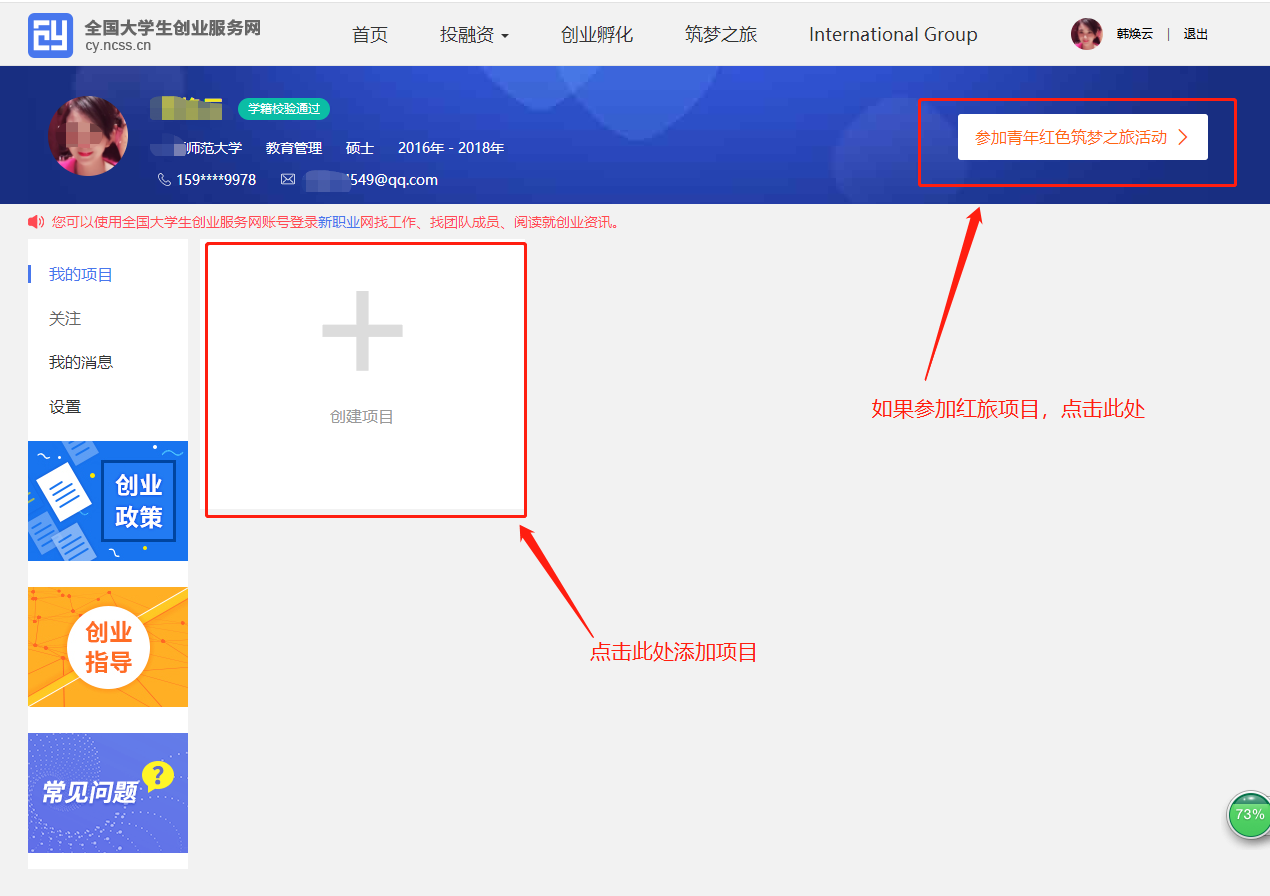 全国大学生创业服务网
cy.ncss.cn
首页 投融资 创业孵化 筑梦之旅 International Group
韩焕云 | 退出
学籍校验通过
师范大学 教育管理 硕士 2016年 - 2018年
159****9978 549@qq.com
参加青年红色筑梦之旅活动
您可以使用全国大学生创业服务网账号登录新职业网找工作、找团队成员、阅读就创业资讯。
我的项目
关注
我的消息
设置
创建项目
如果参加红旅项目，点击此处
点击此处添加项目
创业
政策
创业
指导
常见问题
?
73%